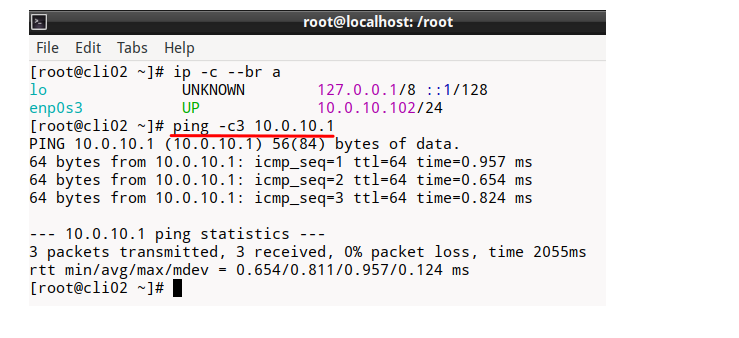 root@localhost: /root
File Edit Tabs Help
[root@cli02 ~]# ip -c --br a
lo UNKNOWN 127.0.0.1/8 ::1/128
enp0s3 UP 10.0.10.102/24
[root@cli02 ~]# ping -c3 10.0.10.1
PING 10.0.10.1 (10.0.10.1) 56(84) bytes of data.
64 bytes from 10.0.10.1: icmp_seq=1 ttl=64 time=0.957 ms
64 bytes from 10.0.10.1: icmp_seq=2 ttl=64 time=0.654 ms
64 bytes from 10.0.10.1: icmp_seq=3 ttl=64 time=0.824 ms
--- 10.0.10.1 ping statistics ---
3 packets transmitted, 3 received, 0% packet loss, time 2055ms
rtt min/avg/max/mdev = 0.654/0.811/0.957/0.124 ms
[root@cli02 ~]#